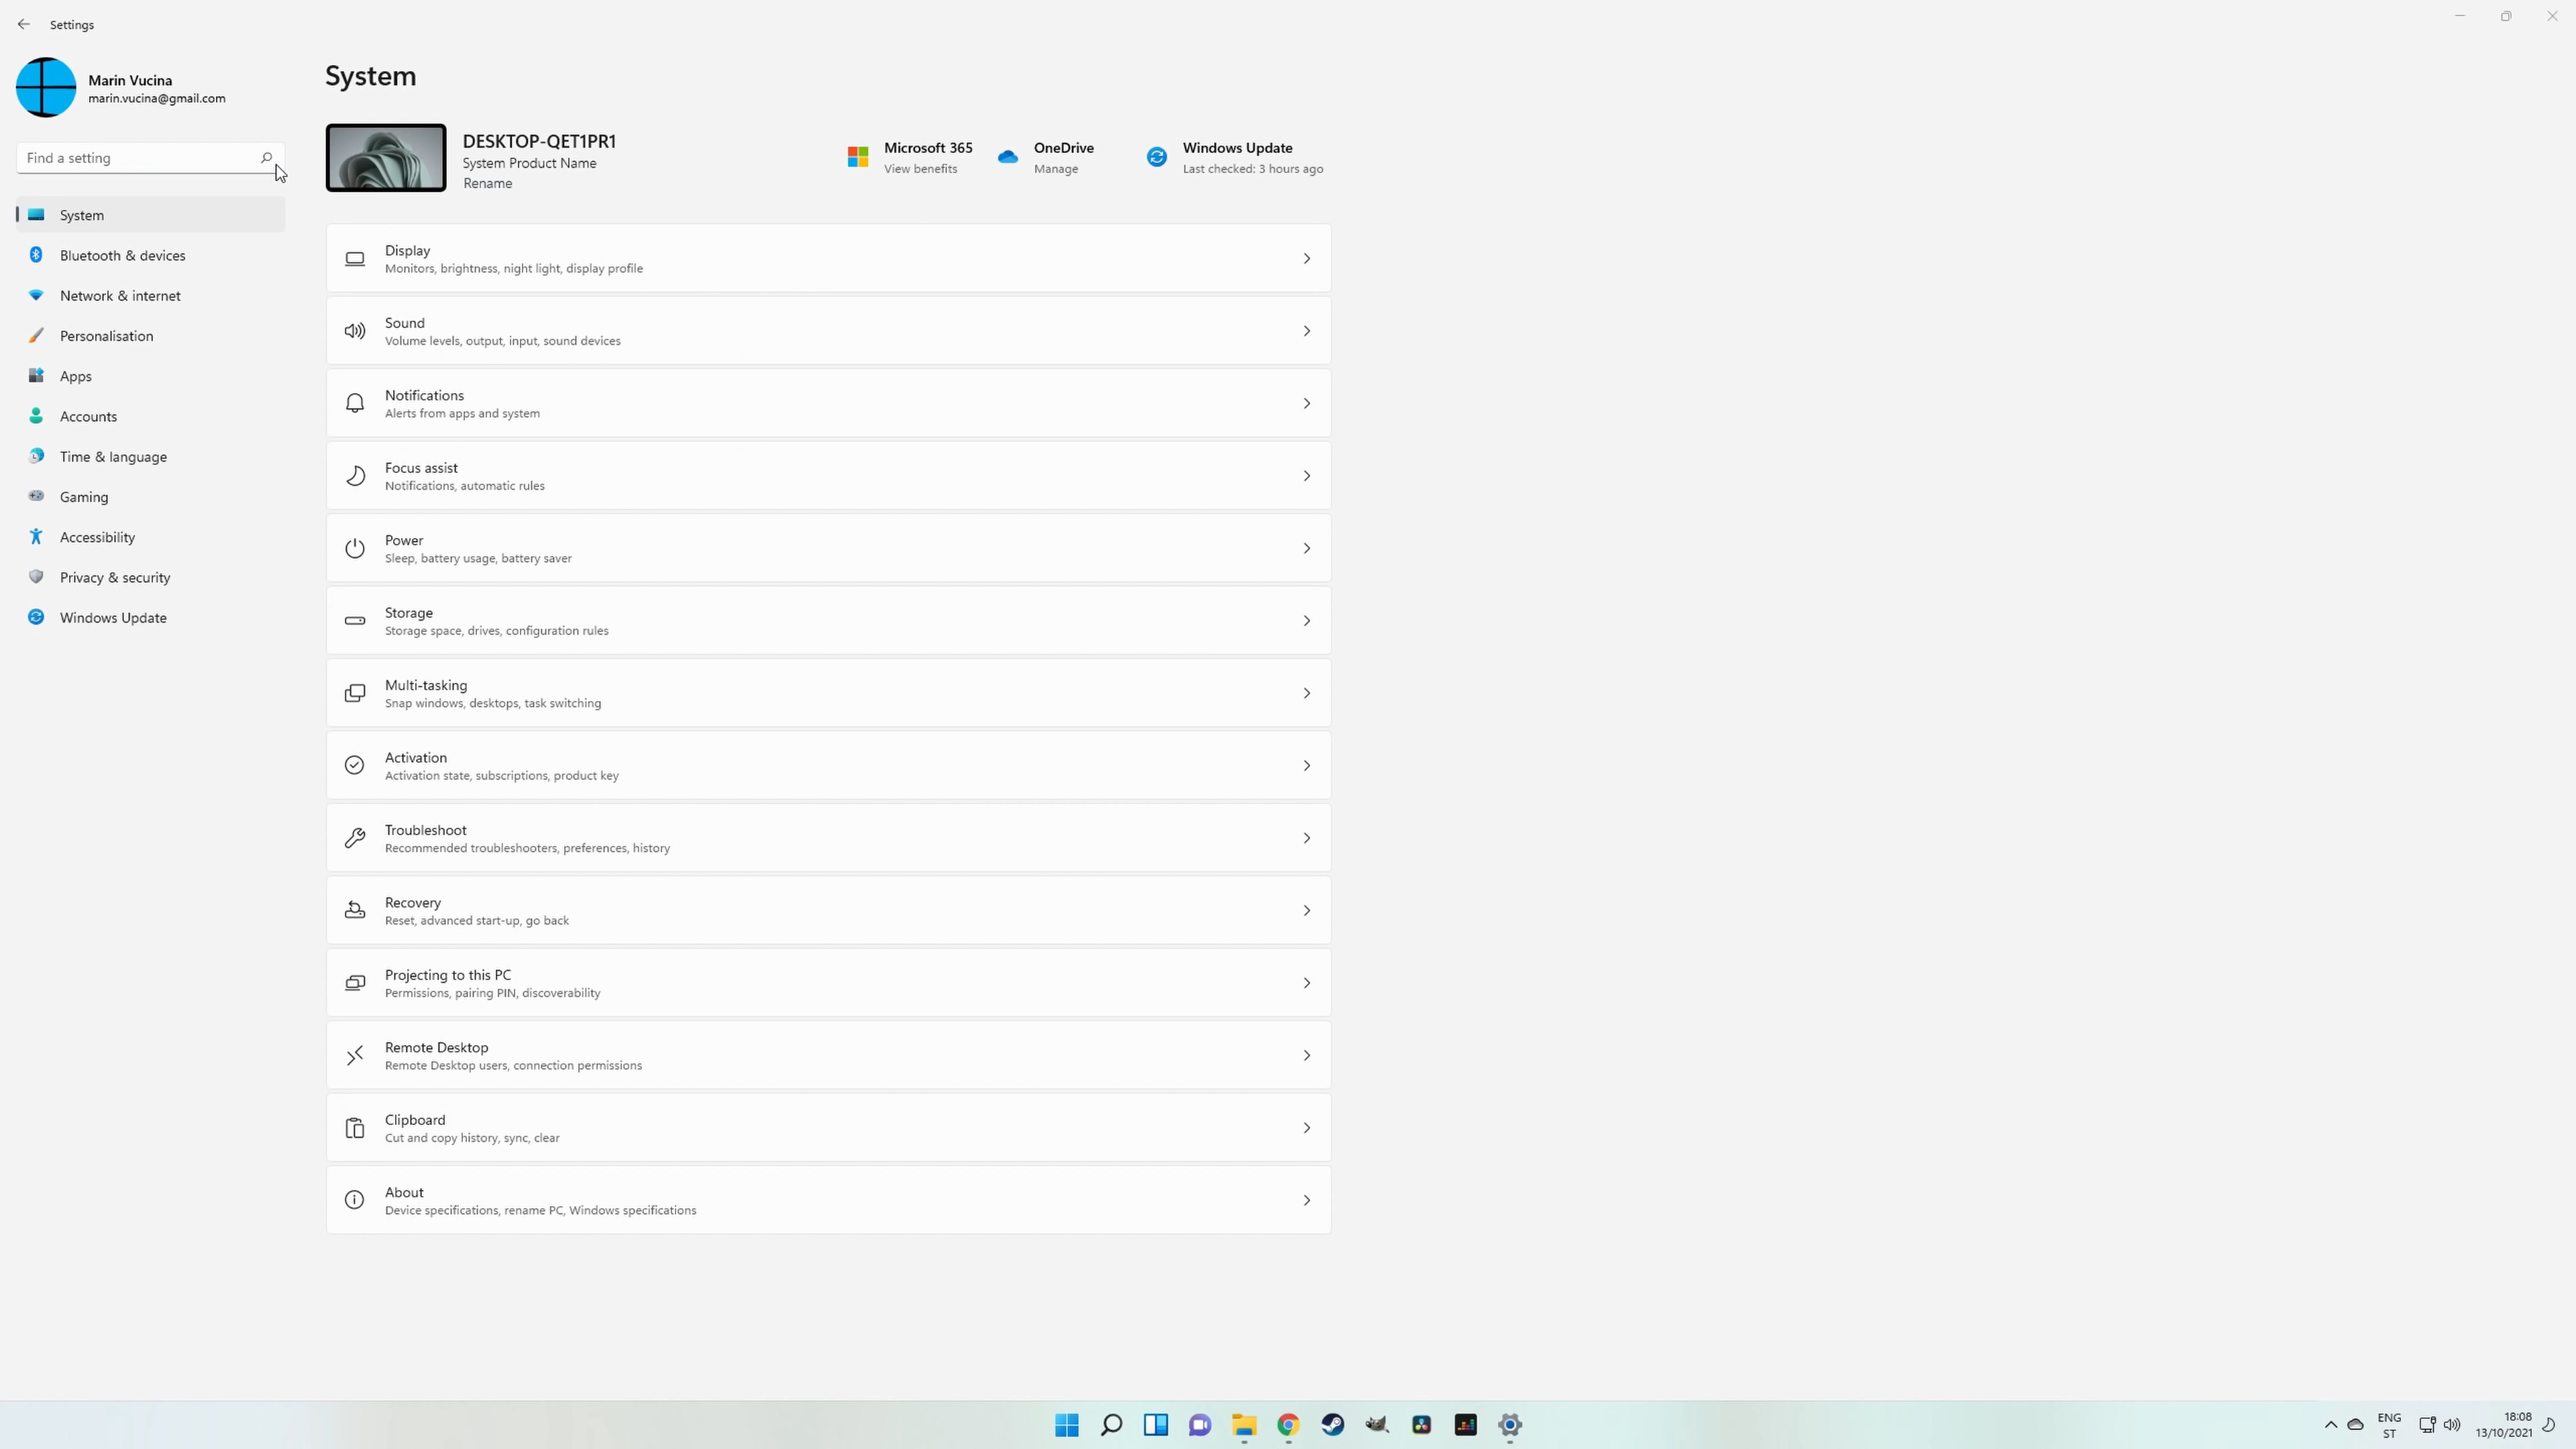 Settings
Marin Vucina
marin.vucina@gmail.com
Find a setting
System
Bluetooth & devices
Network & internet
Personalisation
Apps
Accounts
Time & language
Gaming
Accessibility
Privacy & security
Windows Update
System
DESKTOP-QET1PR1
System Product Name
Rename
Microsoft 365
View benefits
OneDrive
Manage
Windows Update
Last checked: 3 hours ago
Display
Monitors, brightness, night light, display profile
Sound
Volume levels, output, input, sound devices
Notifications
Alerts from apps and system
Focus assist
Notifications, automatic rules
Power
Sleep, battery usage, battery saver
Storage
Storage space, drives, configuration rules
Multi-tasking
Snap windows, desktops, task switching
Activation
Activation state, subscriptions, product key
Troubleshoot
Recommended troubleshooters, preferences, history
Recovery
Reset, advanced start-up, go back
Projecting to this PC
Permissions, pairing PIN, discoverability
Remote Desktop
Remote Desktop users, connection permissions
Clipboard
Cut and copy history, sync, clear
About
Device specifications, rename PC, Windows specifications
ENG
ST
18:08
13/10/2021